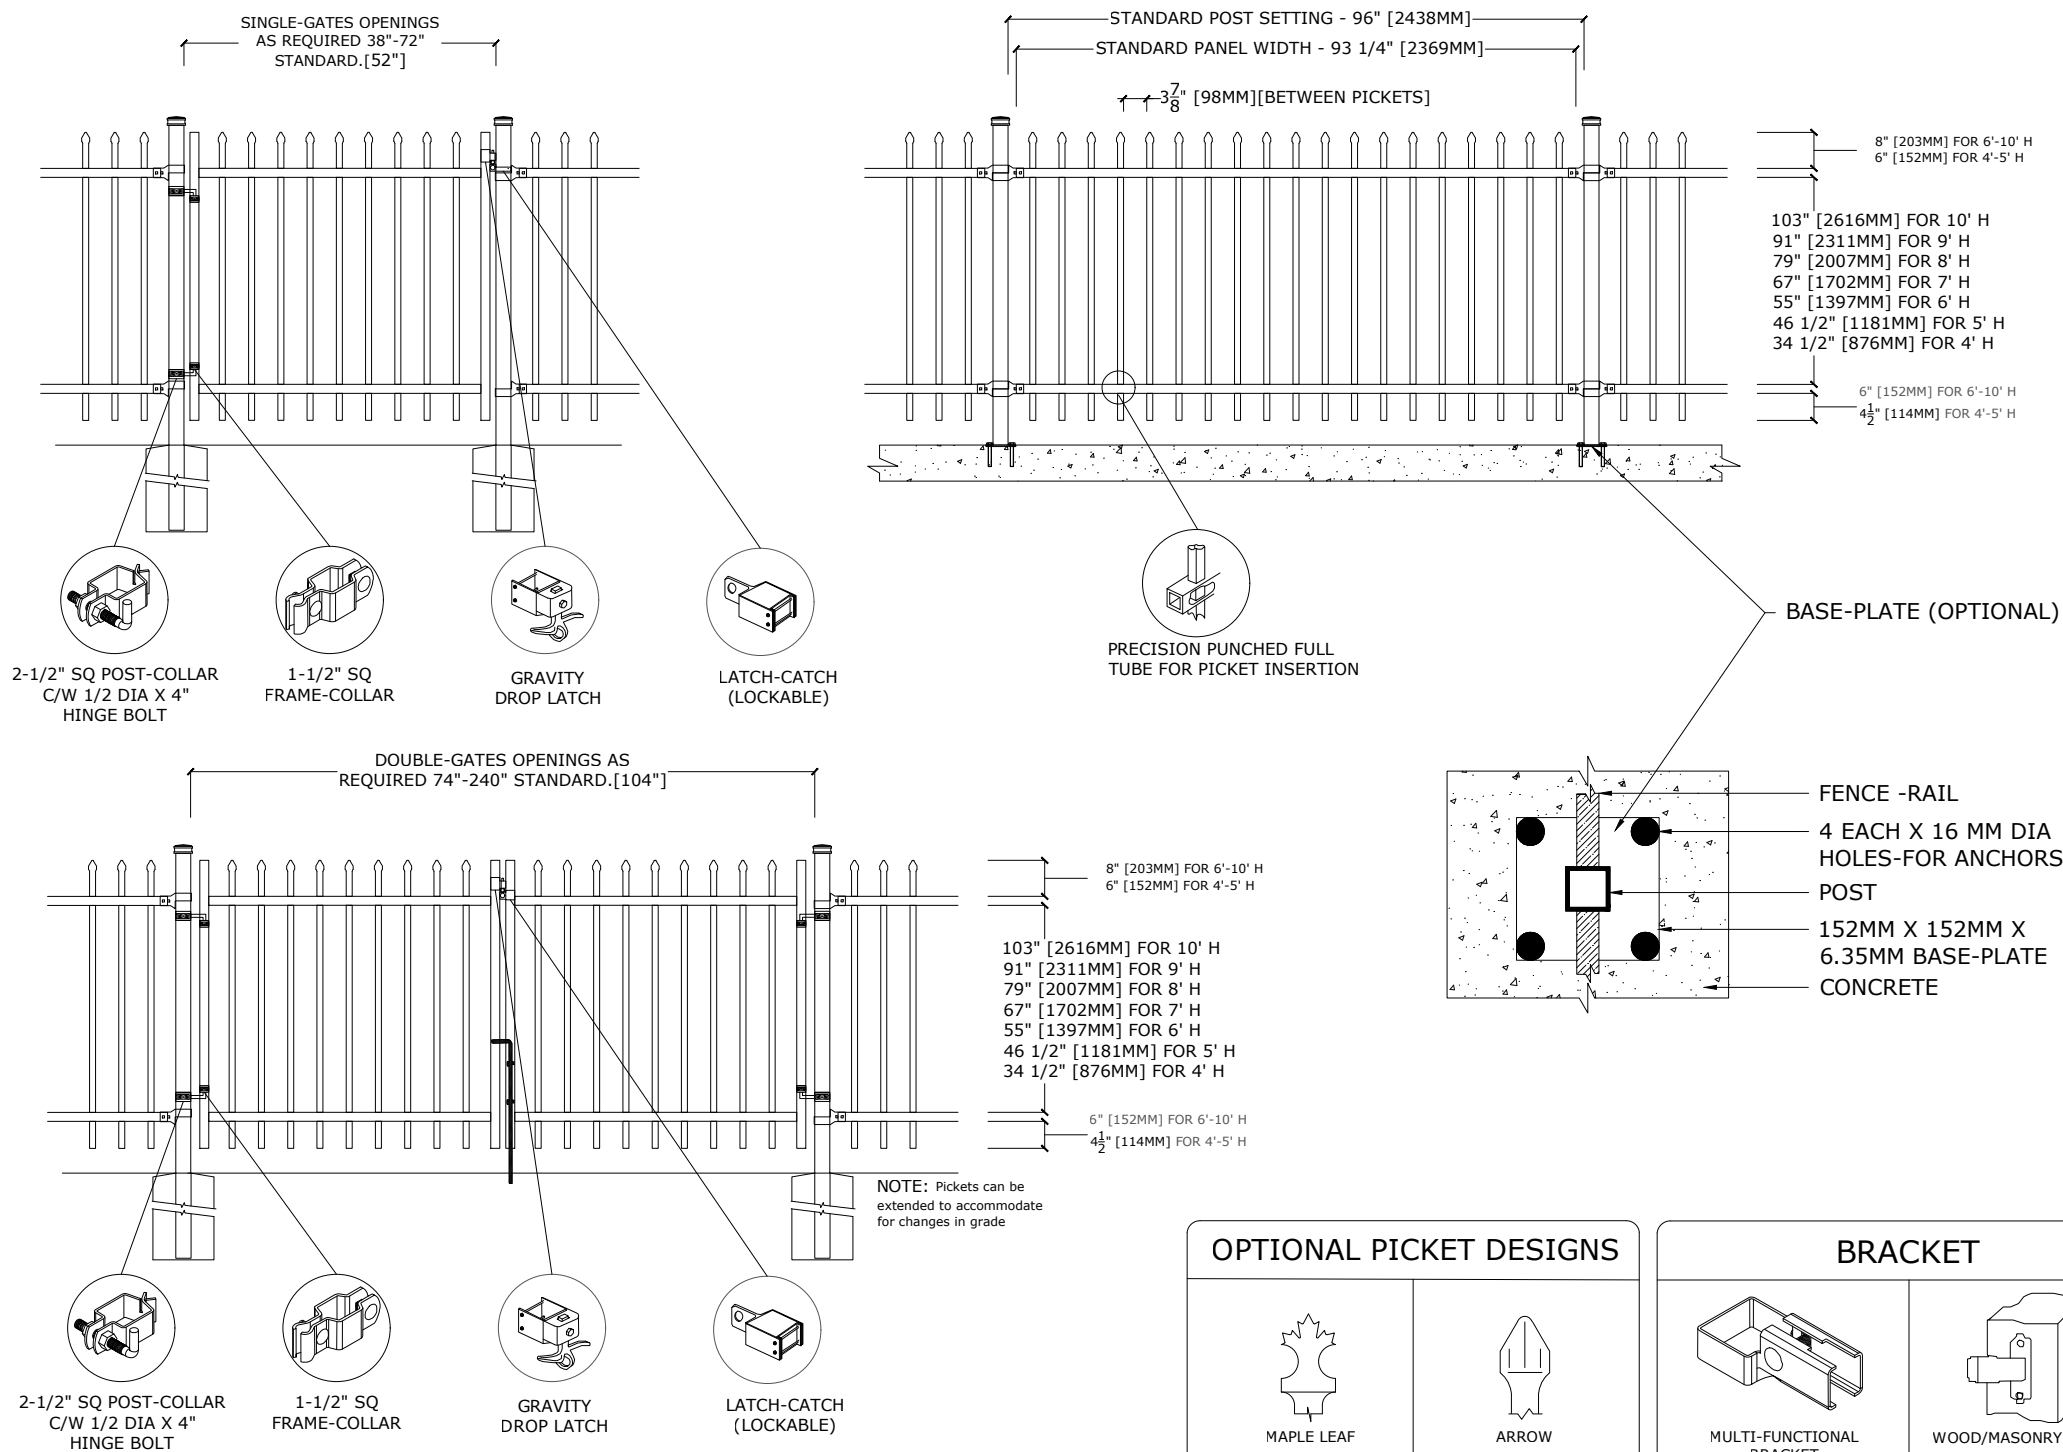 SINGLE-GATES OPENINGS
AS REQUIRED 38"-72"
STANDARD.[52"]
STANDARD POST SETTING - 96" [2438MM]
STANDARD PANEL WIDTH - 93 1/4" [2369MM]
3 7/8" [98MM][BETWEEN PICKETS]
8" [203MM] FOR 6'-10' H
6" [152MM] FOR 4'-5' H
103" [2616MM] FOR 10' H
91" [2311MM] FOR 9' H
79" [2007MM] FOR 8' H
67" [1702MM] FOR 7' H
55" [1397MM] FOR 6' H
46 1/2" [1181MM] FOR 5' H
34 1/2" [876MM] FOR 4' H
6" [152MM] FOR 6'-10' H
4 1/2" [114MM] FOR 4'-5' H
2-1/2" SQ POST-COLLAR
C/W 1/2 DIA X 4"
HINGE BOLT
1-1/2" SQ
FRAME-COLLAR
GRAVITY
DROP LATCH
LATCH-CATCH
(LOCKABLE)
PRECISION PUNCHED FULL
TUBE FOR PICKET INSERTION
BASE-PLATE (OPTIONAL)
FENCE -RAIL
4 EACH X 16 MM DIA
HOLES-FOR ANCHORS
POST
152MM X 152MM X
6.35MM BASE-PLATE
CONCRETE
DOUBLE-GATES OPENINGS AS
REQUIRED 74"-240" STANDARD.[104"]
8" [203MM] FOR 6'-10' H
6" [152MM] FOR 4'-5' H
103" [2616MM] FOR 10' H
91" [2311MM] FOR 9' H
79" [2007MM] FOR 8' H
67" [1702MM] FOR 7' H
55" [1397MM] FOR 6' H
46 1/2" [1181MM] FOR 5' H
34 1/2" [876MM] FOR 4' H
6" [152MM] FOR 6'-10' H
4 1/2" [114MM] FOR 4'-5' H
NOTE: Pickets can be
extended to accommodate
for changes in grade
2-1/2" SQ POST-COLLAR
C/W 1/2 DIA X 4"
HINGE BOLT
1-1/2" SQ
FRAME-COLLAR
GRAVITY
DROP LATCH
LATCH-CATCH
(LOCKABLE)
OPTIONAL PICKET DESIGNS
MAPLE LEAF
ARROW
BRACKET
MULTI-FUNCTIONAL
BRACKET
WOOD/MASONRY